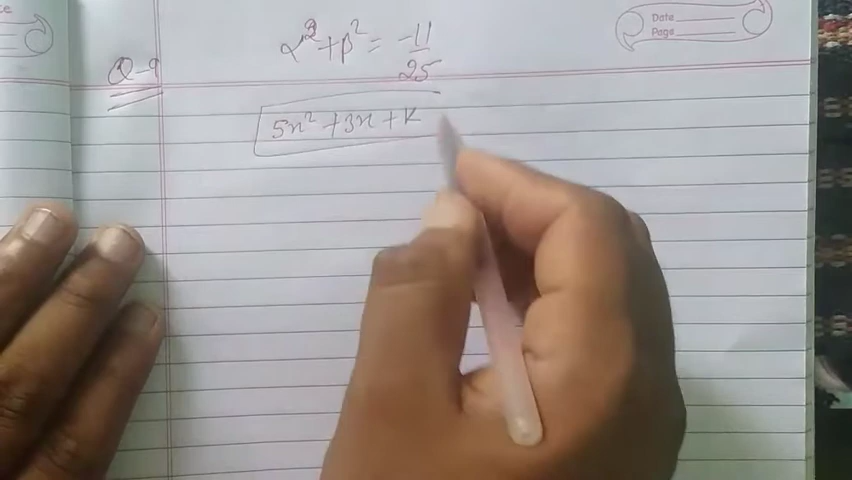 Date
Page
α² + β² = -11/25
Q-9
5x² + 3x + K